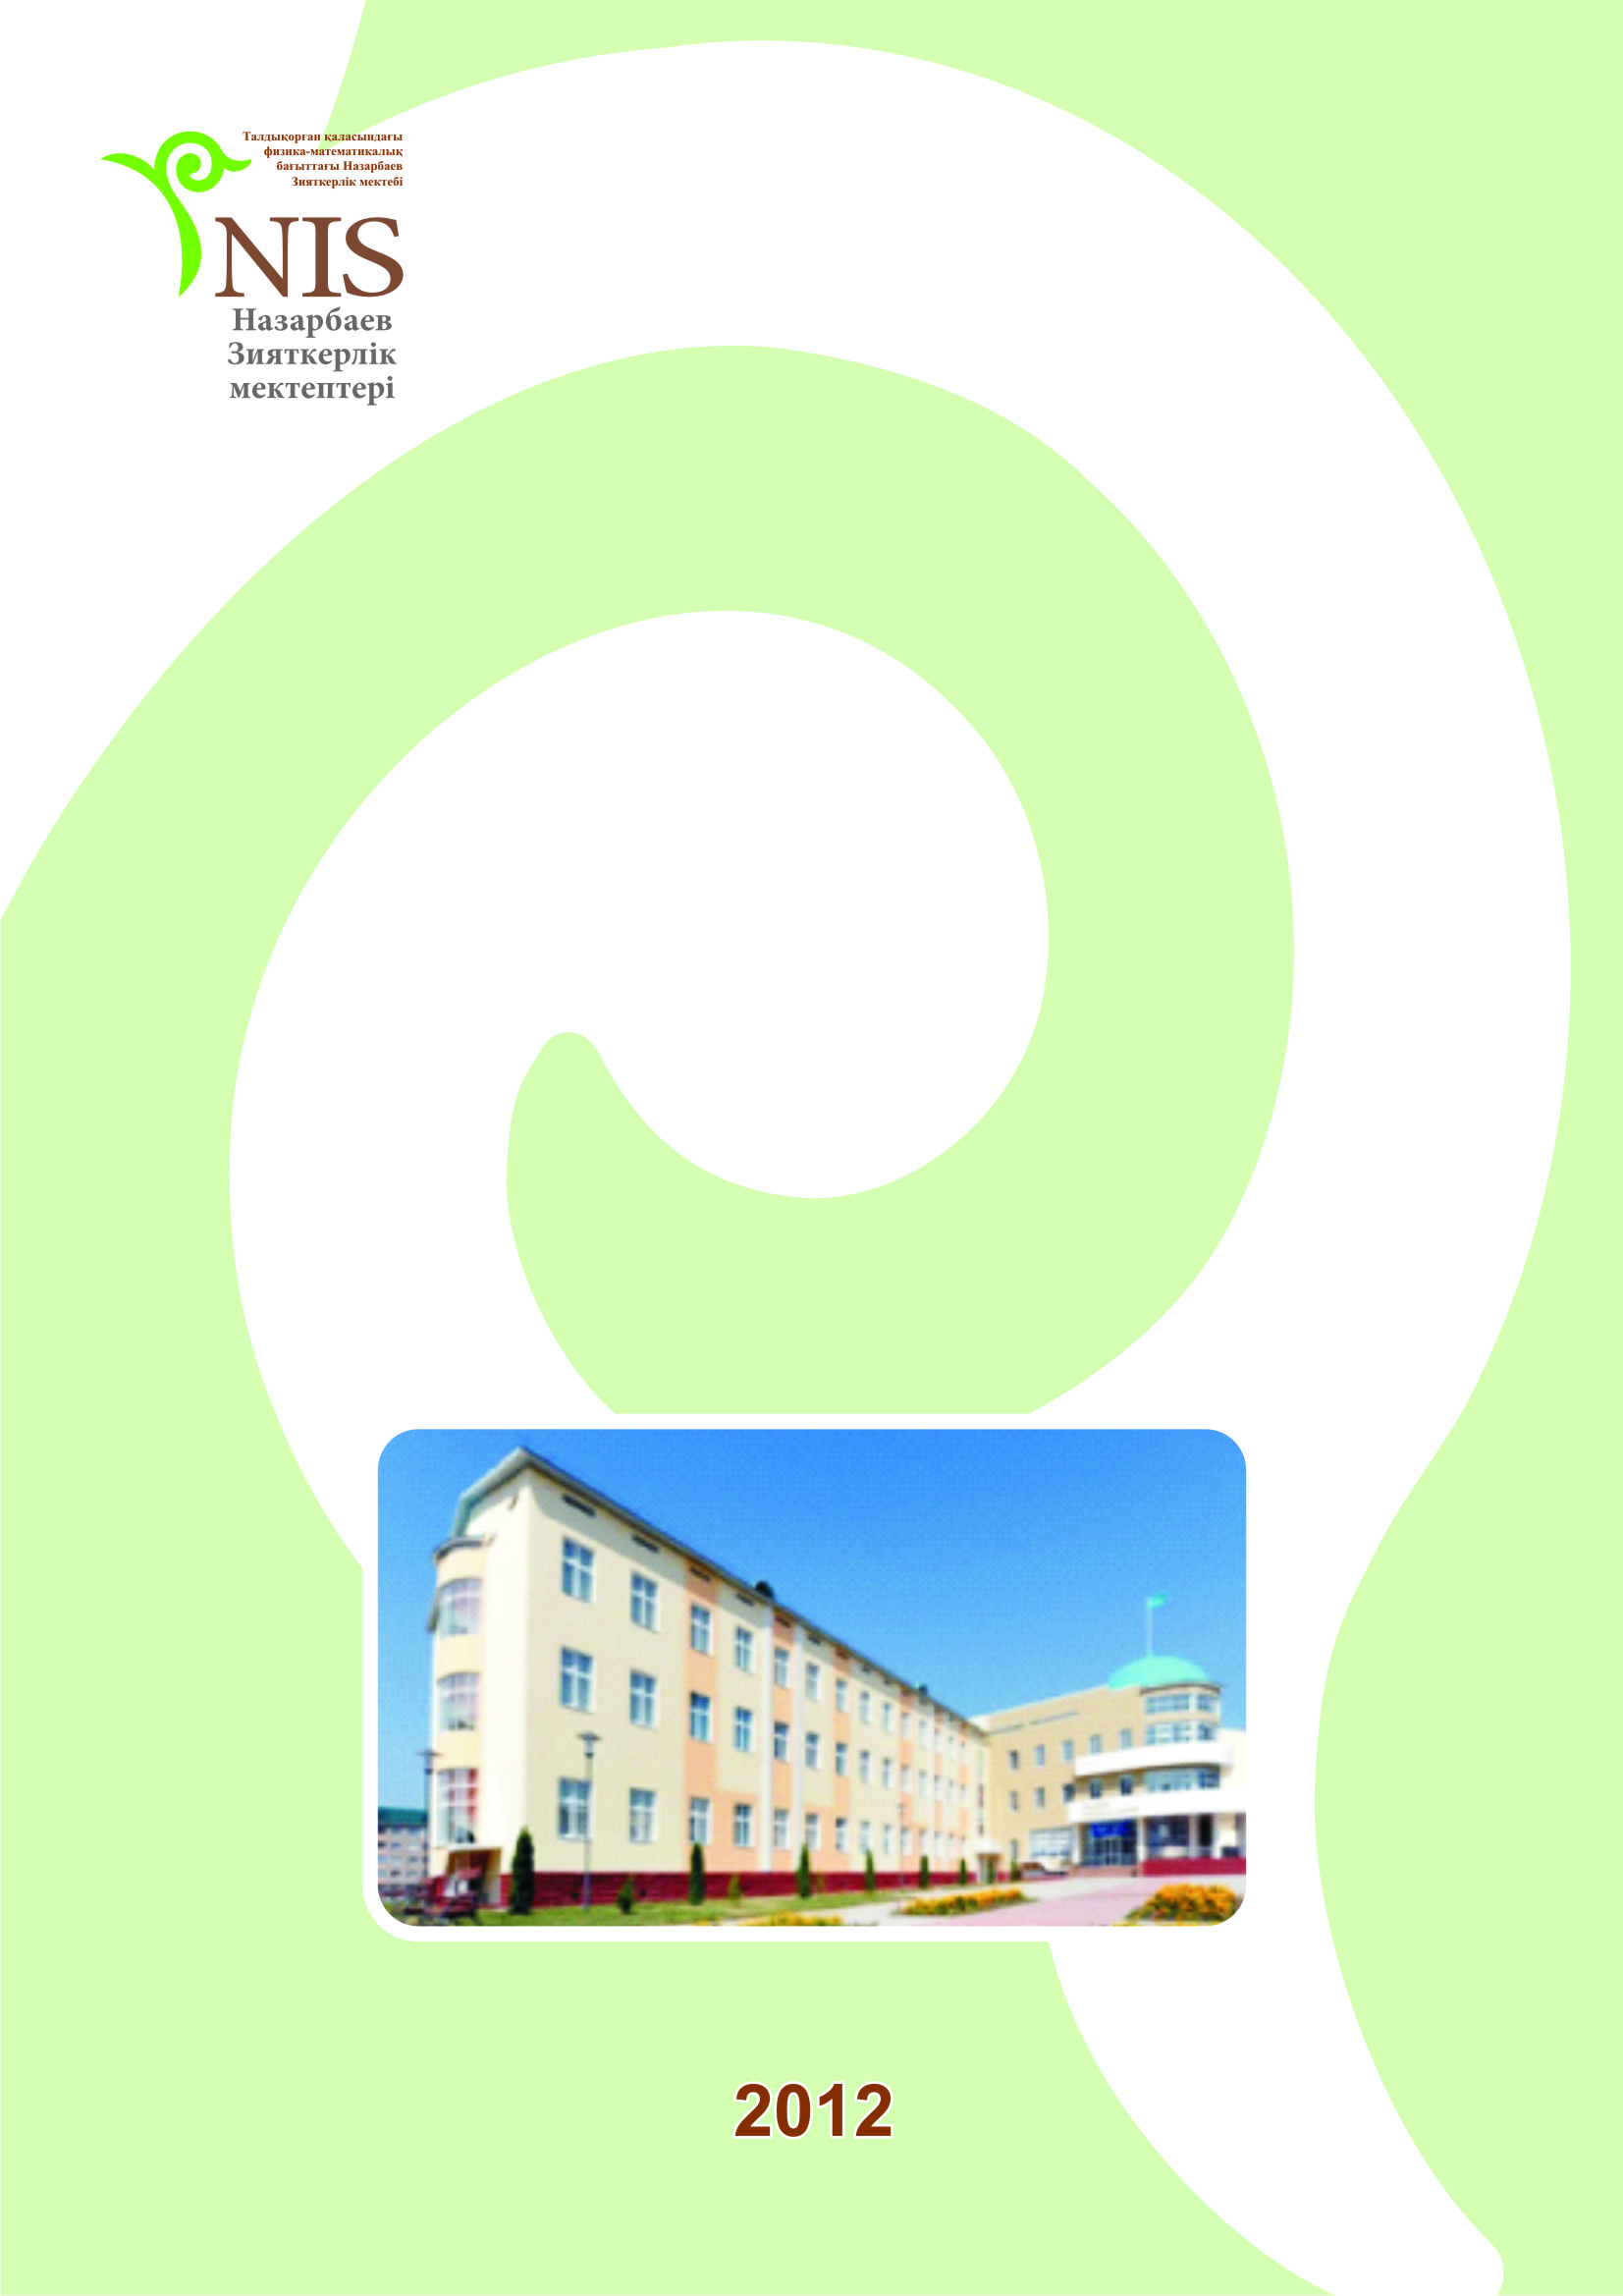 Талдықорған қаласындағы
физика-математикалық
бағыттағы Назарбаев
Зияткерлік мектебі
NIS
Назарбаев
Зияткерлік
мектептері
2012